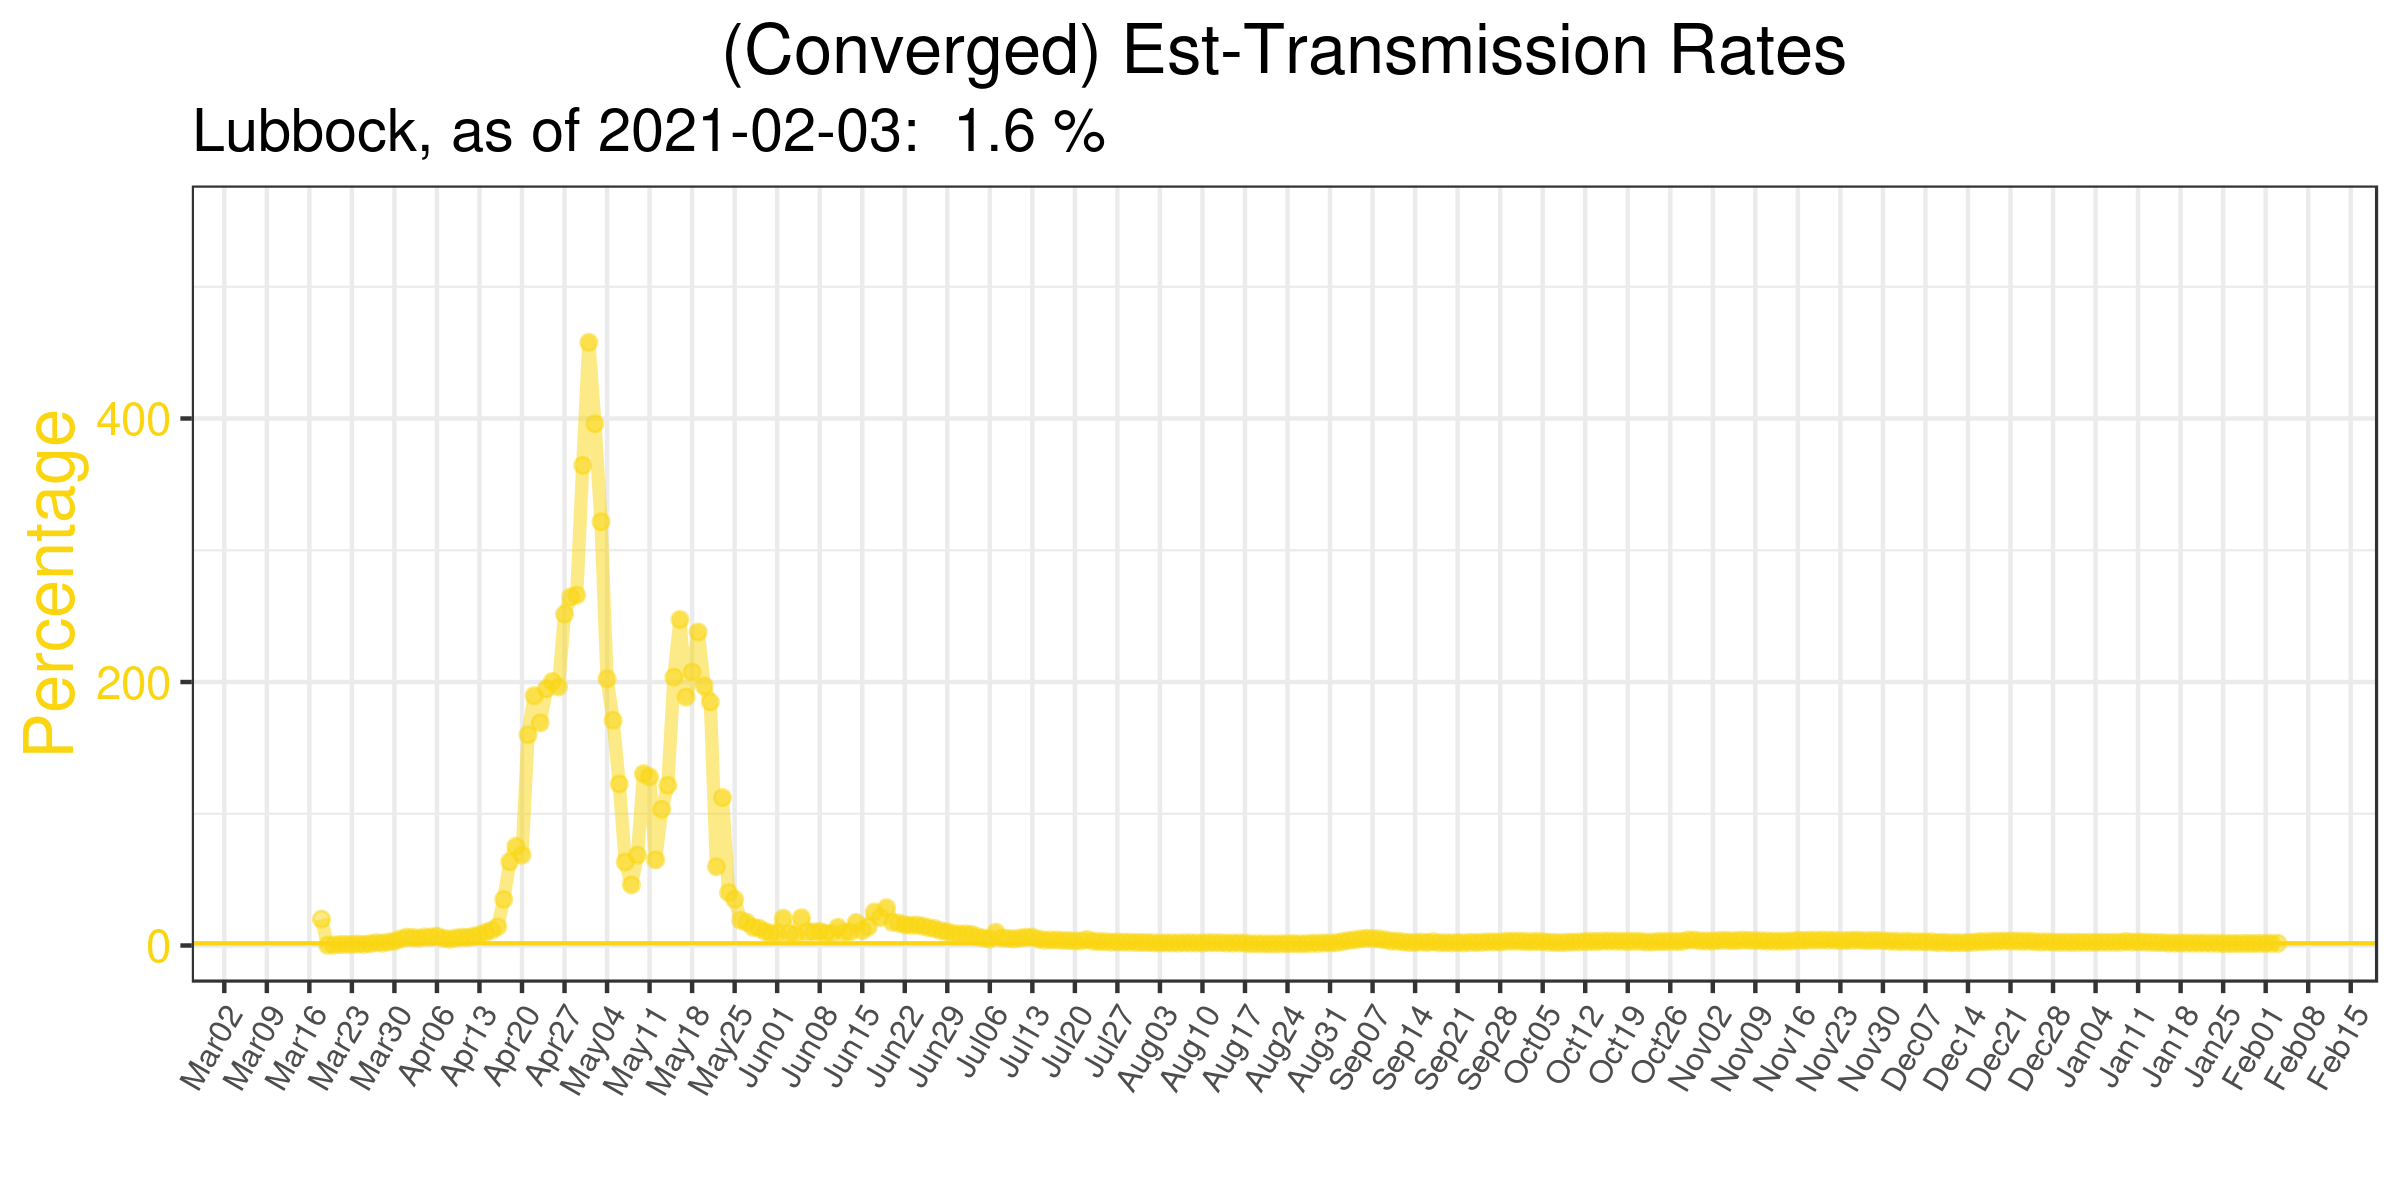 (Converged) Est-Transmission Rates
Lubbock, as of 2021-02-03:  1.6 %
Percentage
400
200
0
Mar02
Mar09
Mar16
Mar23
Mar30
Apr06
Apr13
Apr20
Apr27
May04
May11
May18
May25
Jun01
Jun08
Jun15
Jun22
Jun29
Jul06
Jul13
Jul20
Jul27
Aug03
Aug10
Aug17
Aug24
Aug31
Sep07
Sep14
Sep21
Sep28
Oct05
Oct12
Oct19
Oct26
Nov02
Nov09
Nov16
Nov23
Nov30
Dec07
Dec14
Dec21
Dec28
Jan04
Jan11
Jan18
Jan25
Feb01
Feb08
Feb15